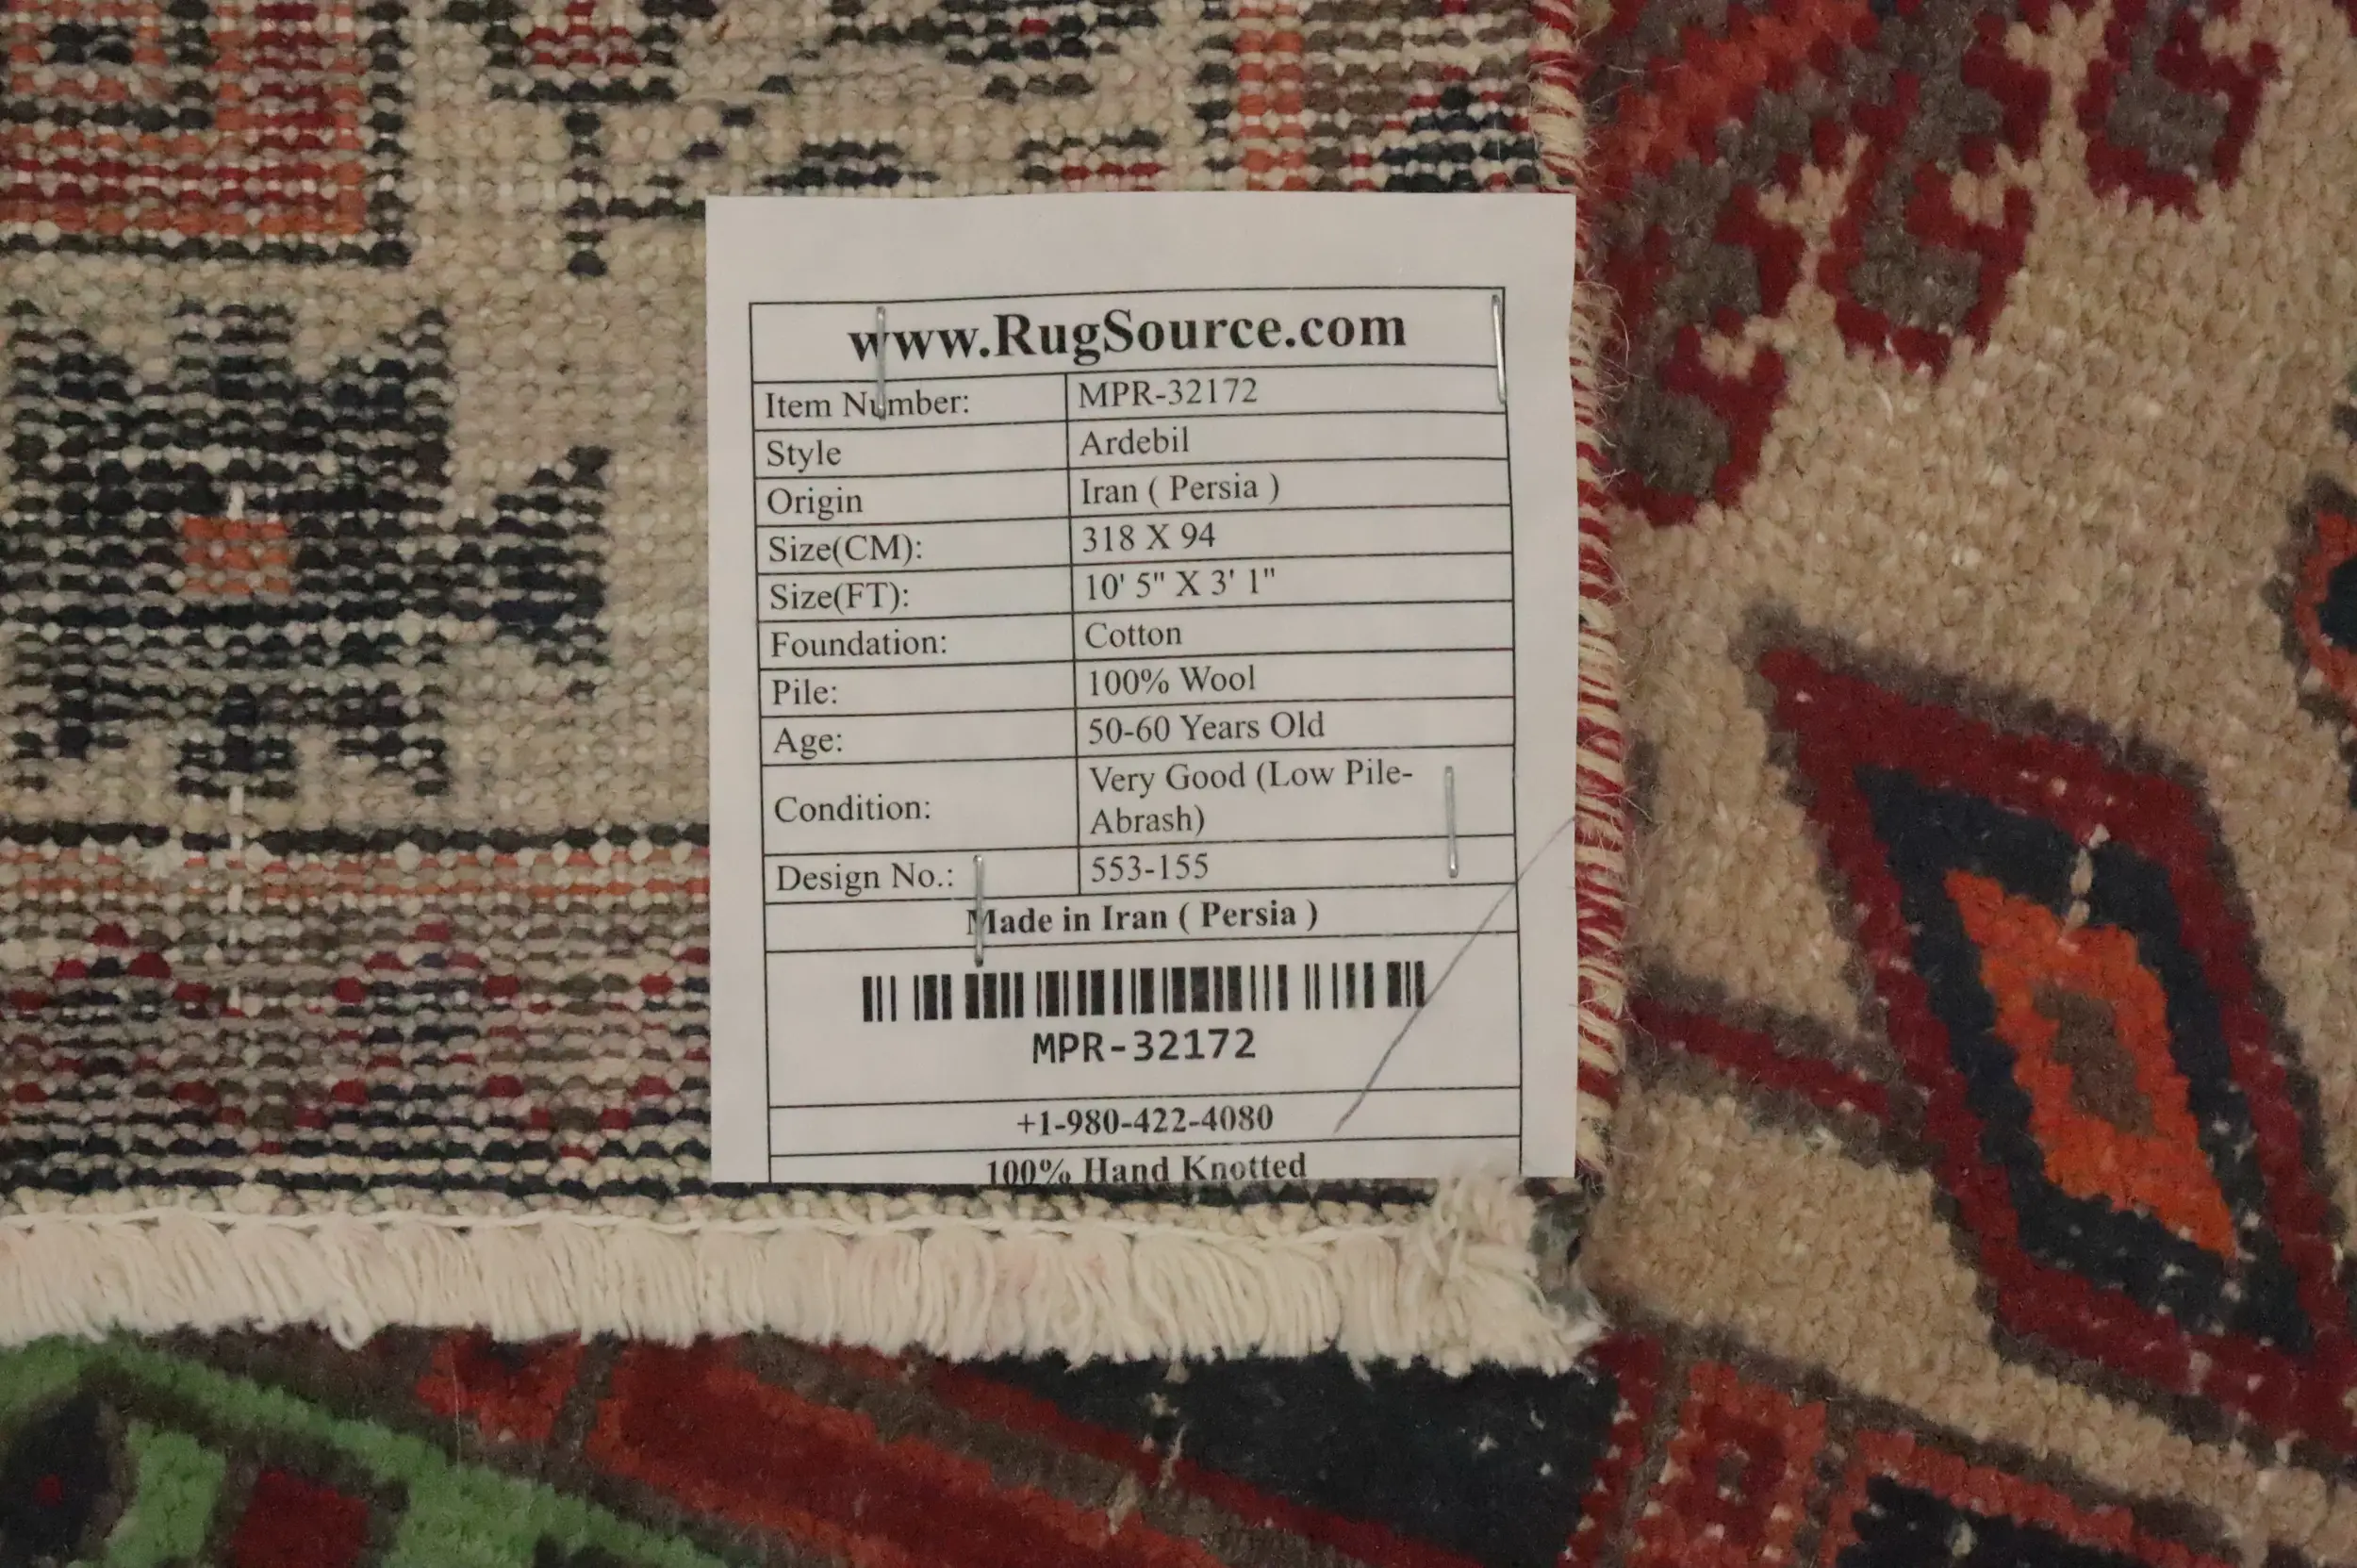 www.RugSource.com
Item Number: MPR-32172
Style Ardebil
Origin Iran ( Persia )
Size(CM): 318 X 94
Size(FT): 10' 5" X 3' 1"
Foundation: Cotton
Pile: 100% Wool
Age: 50-60 Years Old
Condition: Very Good (Low Pile-
Abrash)
Design No.: 553-155
Made in Iran ( Persia )
MPR-32172
+1-980-422-4080
100% Hand Knotted